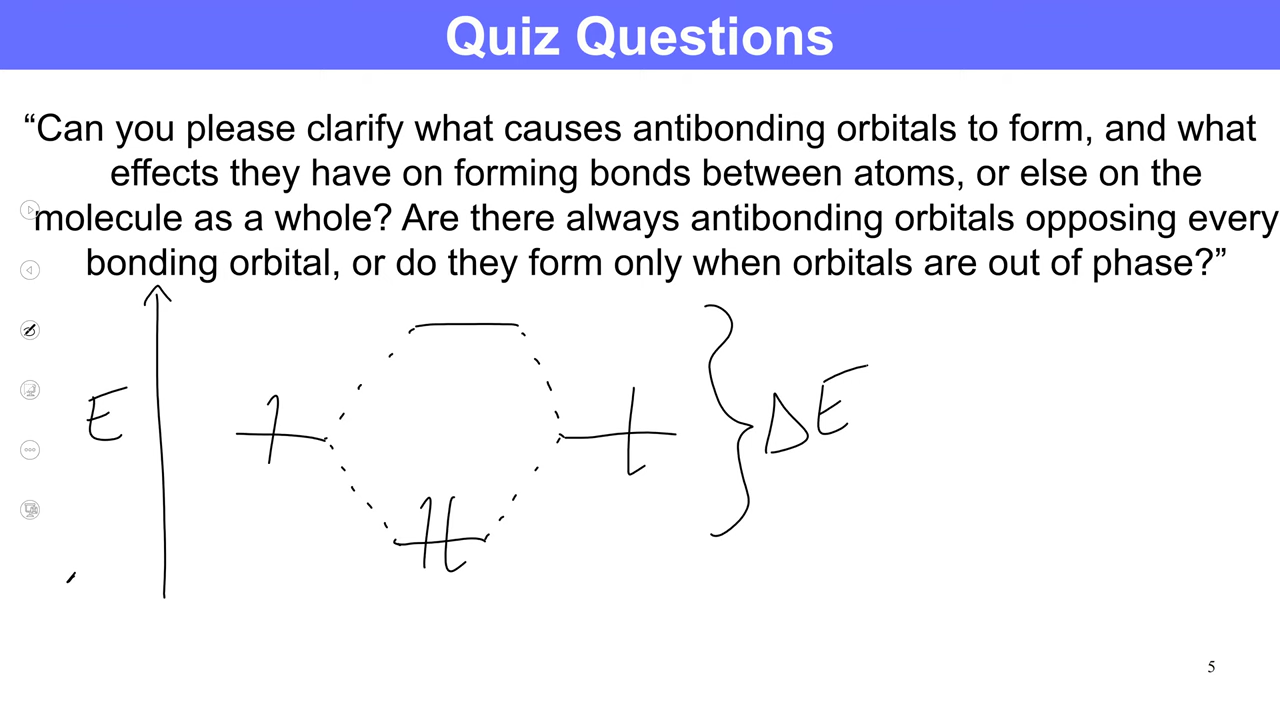 Quiz Questions
“Can you please clarify what causes antibonding orbitals to form, and what
effects they have on forming bonds between atoms, or else on the
molecule as a whole? Are there always antibonding orbitals opposing every
bonding orbital, or do they form only when orbitals are out of phase?”
E
ΔE
5